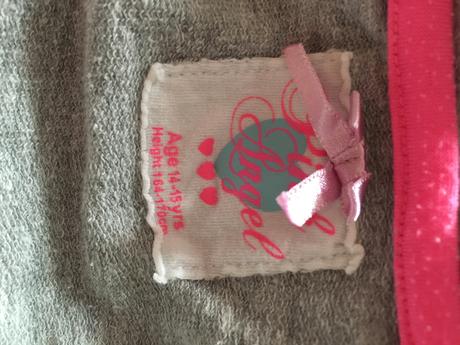 Angel
Age 14-15 yrs
Height 164-170cm